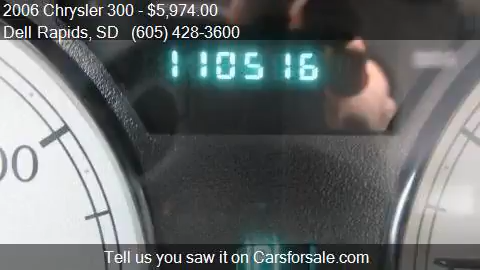 2006 Chrysler 300 - $5,974.00
Dell Rapids, SD (605) 428-3600
110516
00
Tell us you saw it on Carsforsale.com